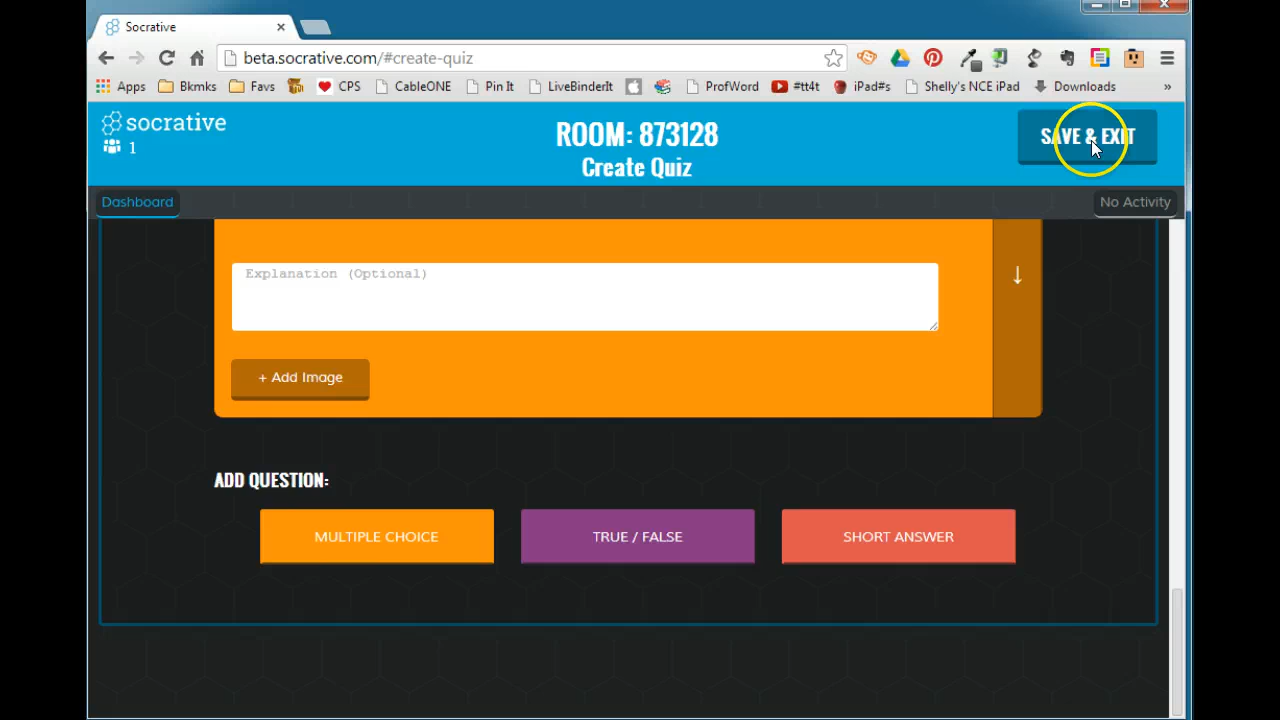 Socrative
beta.socrative.com/#create-quiz
Apps Bkmks Favs CPS CableONE Pin It LiveBinderIt ProfWord #tt4t iPad#s Shelly's NCE iPad Downloads »
socrative
1
ROOM: 873128
Create Quiz
SAVE & EXIT
Dashboard
No Activity
Explanation (Optional)
+ Add Image
ADD QUESTION:
MULTIPLE CHOICE
TRUE / FALSE
SHORT ANSWER